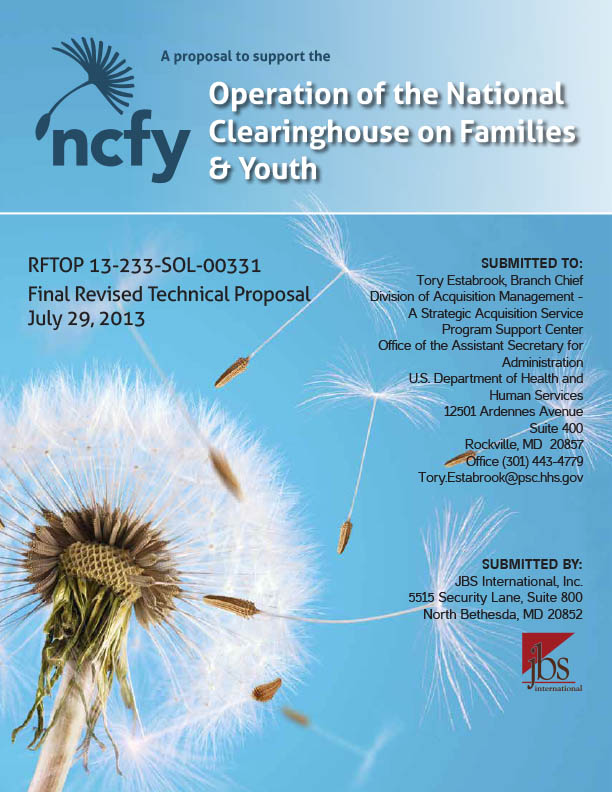 A proposal to support the
ncfy
Operation of the National
Clearinghouse on Families
& Youth
RFTOP 13-233-SOL-00331
Final Revised Technical Proposal
July 29, 2013
SUBMITTED TO:
Tory Estabrook, Branch Chief
Division of Acquisition Management -
A Strategic Acquisition Service
Program Support Center
Office of the Assistant Secretary for
Administration
U.S. Department of Health and
Human Services
12501 Ardennes Avenue
Suite 400
Rockville, MD 20857
Office (301) 443-4779
Tory.Estabrook@psc.hhs.gov
SUBMITTED BY:
JBS International, Inc.
5515 Security Lane, Suite 800
North Bethesda, MD 20852
jbs
international